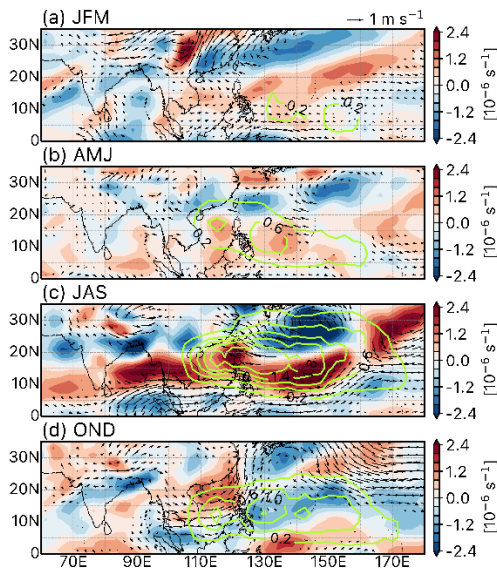 (a) JFM
1 m s⁻¹
30N
20N
10N
0
0.2
0.2
2.4
1.2
0.0
−1.2
−2.4
[10⁻⁶ s⁻¹]
(b) AMJ
30N
20N
10N
0
0.2
0.6
2.4
1.2
0.0
−1.2
−2.4
[10⁻⁶ s⁻¹]
(c) JAS
30N
20N
10N
0
0.6
0.2
2.4
1.2
0.0
−1.2
−2.4
[10⁻⁶ s⁻¹]
(d) OND
30N
20N
10N
0
1.0
0.2
2.4
1.2
0.0
−1.2
−2.4
[10⁻⁶ s⁻¹]
70E
90E
110E
130E
150E
170E